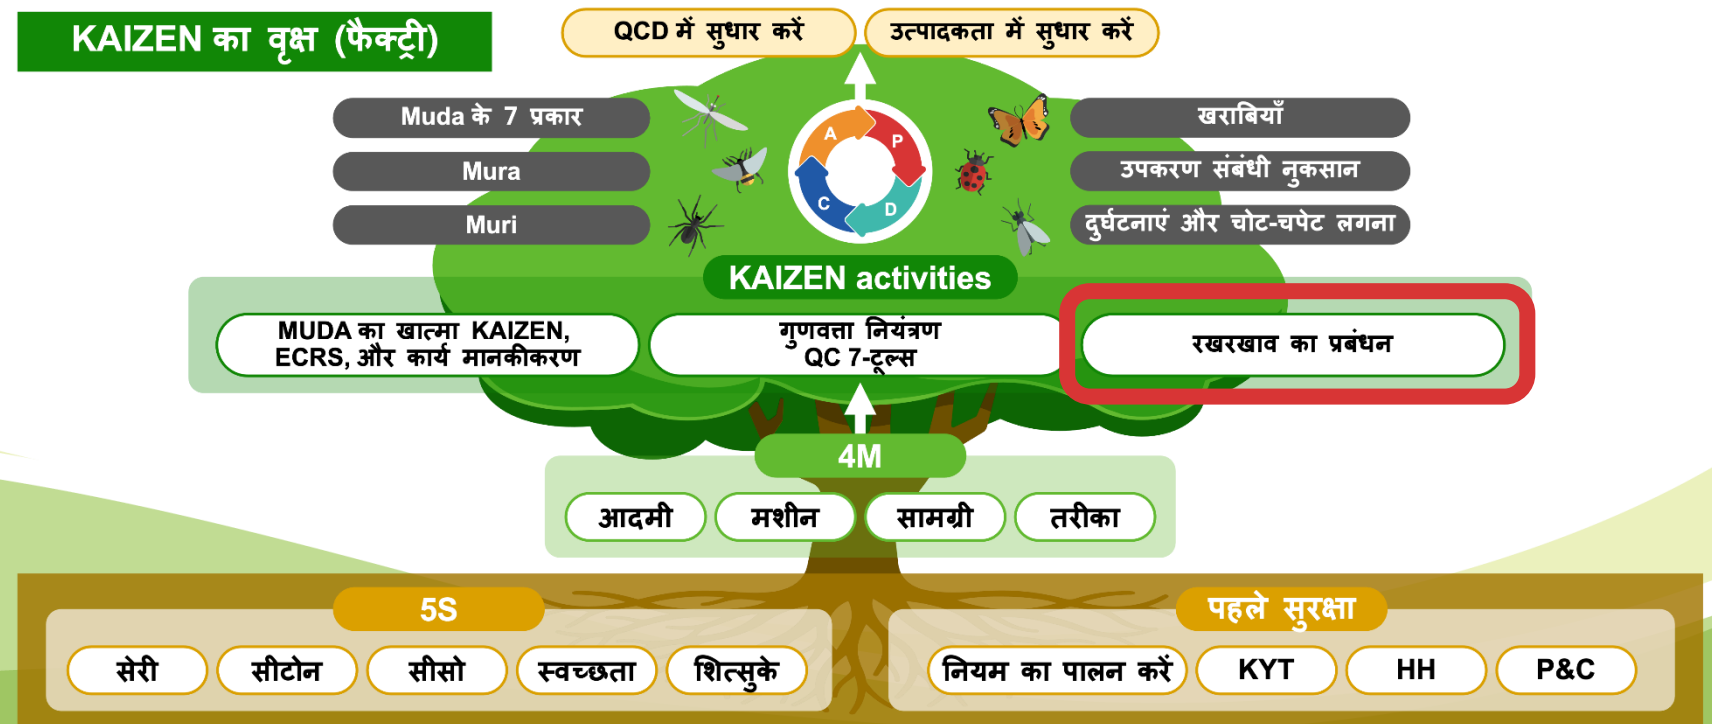 KAIZEN का वृक्ष (फैक्ट्री)
QCD में सुधार करें
उत्पादकता में सुधार करें
Muda के 7 प्रकार
Mura
Muri
A
P
C
D
खराबियाँ
उपकरण संबंधी नुकसान
दुर्घटनाएं और चोट-चपेट लगना
KAIZEN activities
MUDA का खात्मा KAIZEN,
ECRS, और कार्य मानकीकरण
गुणवत्ता नियंत्रण
QC 7-टूल्स
रखरखाव का प्रबंधन
4M
आदमी
मशीन
सामग्री
तरीका
5S
सेरी
सीटोन
सीसो
स्वच्छता
शित्सुके
पहले सुरक्षा
नियम का पालन करें
KYT
HH
P&C